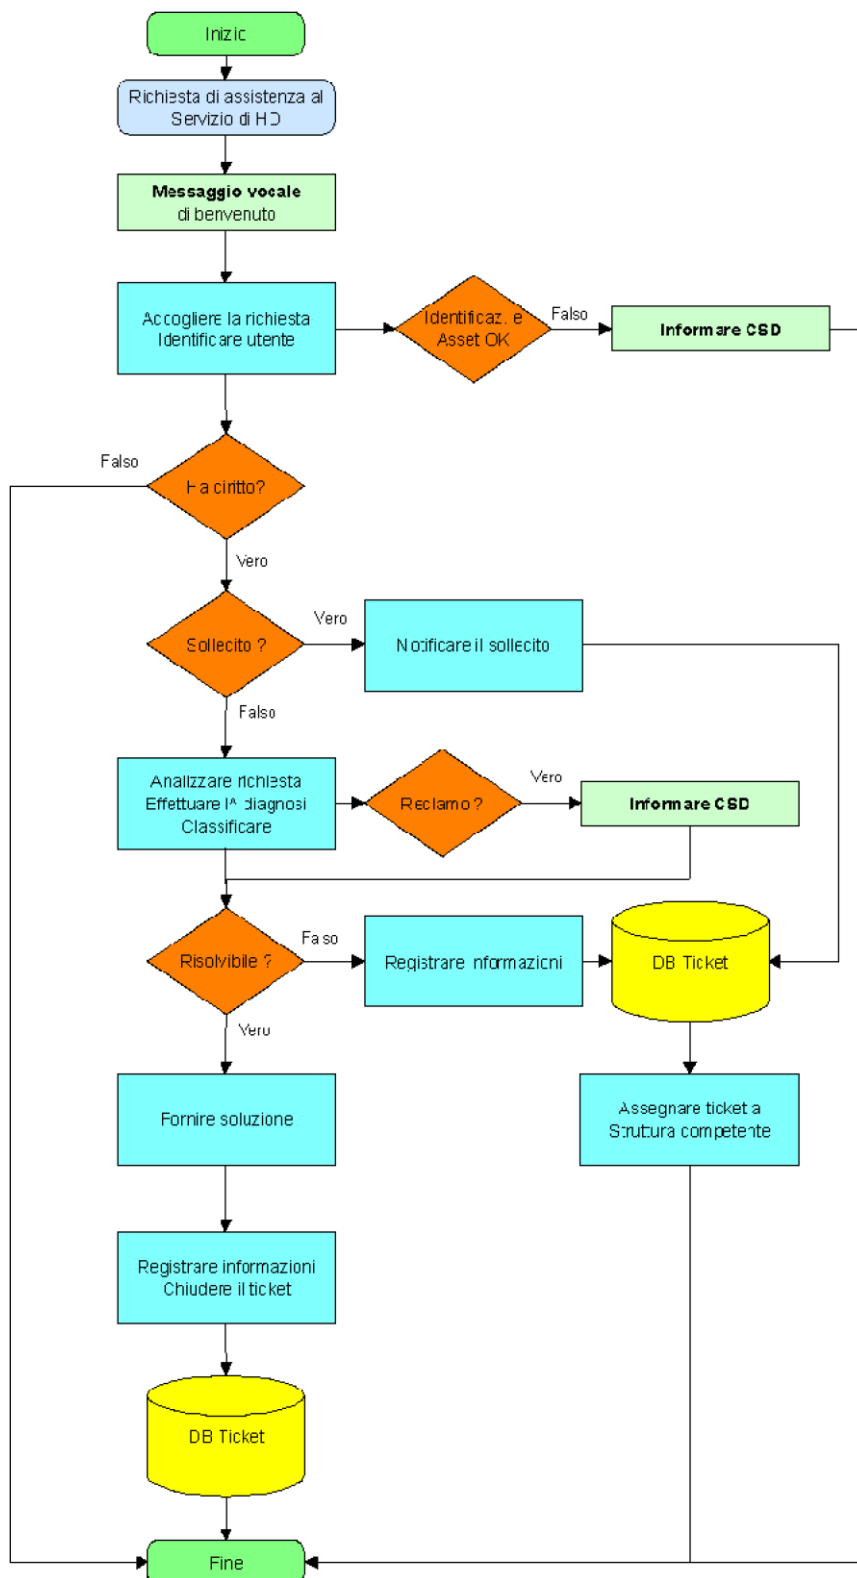 Inizio
Richiesta di assistenza al
Servizio di HD
Messaggio vocale
di benvenuto
Accogliere la richiesta
Identificare utente
Identificaz. e
Asset OK
Falso
Informare CSD
Falso
Ha diritto?
Vero
Sollecito ?
Vero
Notificare il sollecito
Falso
Analizzare richiesta
Effettuare I^ diagnosi
Classificare
Reclamo ?
Vero
Informare CSD
Risolvibile ?
Falso
Registrare informazioni
DB Ticket
Vero
Fornire soluzione
Assegnare ticket a
Struttura competente
Registrare informazioni
Chiudere il ticket
DB Ticket
Fine